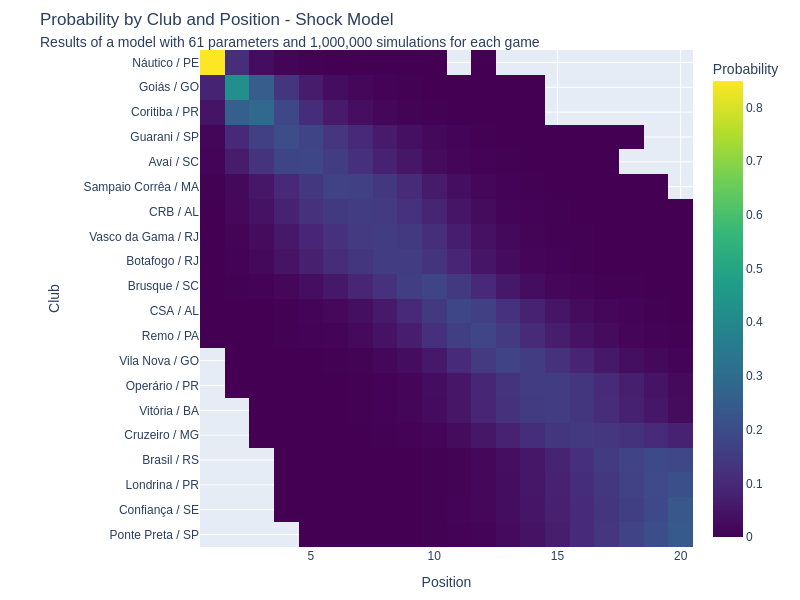 Probability by Club and Position - Shock Model
Results of a model with 61 parameters and 1,000,000 simulations for each game
Náutico / PE
Goiás / GO
Coritiba / PR
Guarani / SP
Avaí / SC
Sampaio Corrêa / MA
CRB / AL
Vasco da Gama / RJ
Botafogo / RJ
Brusque / SC
CSA / AL
Remo / PA
Vila Nova / GO
Operário / PR
Vitória / BA
Cruzeiro / MG
Brasil / RS
Londrina / PR
Confiança / SE
Ponte Preta / SP
Club
5
10
15
20
Position
Probability
0.8
0.7
0.6
0.5
0.4
0.3
0.2
0.1
0